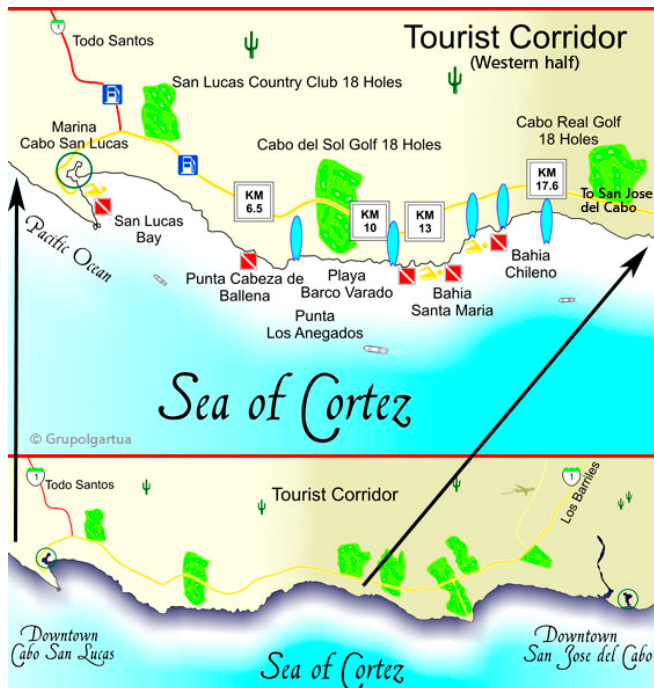 1
Todo Santos
Tourist Corridor
(Western half)
San Lucas Country Club 18 Holes
Marina
Cabo San Lucas
Cabo del Sol Golf 18 Holes
Cabo Real Golf
18 Holes
KM
6.5
KM
10
KM
13
KM
17.6
To San Jose
del Cabo
Pacific Ocean
San Lucas
Bay
Punta Cabeza de
Ballena
Playa
Barco Varado
Bahia
Santa Maria
Bahia
Chileno
Punta
Los Anegados
Sea of Cortez
© Grupolgartua
1
Todo Santos
Tourist Corridor
1
Los Barriles
Downtown
Cabo San Lucas
Downtown
San Jose del Cabo
Sea of Cortez